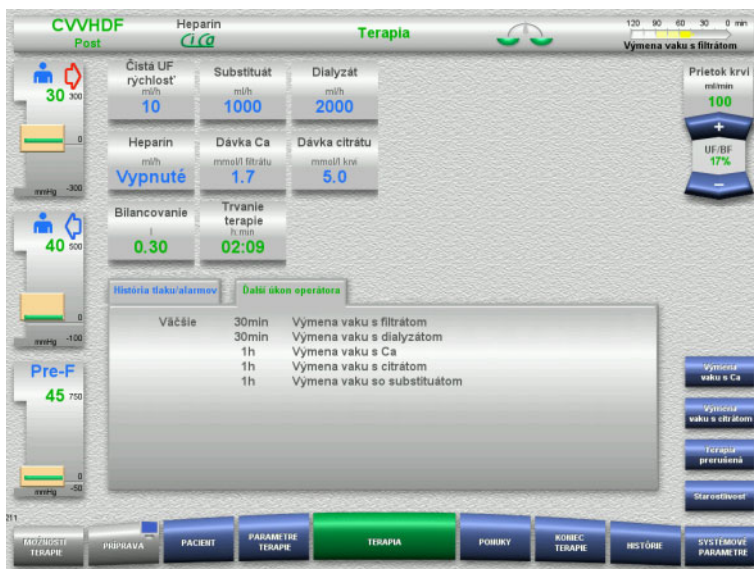 CVVHDF
Post
Heparin
CiCa
Terapia
120 90 60 30 0 min
Výmena vaku s filtrátom
30 300
0
mmHg -300
40 500
0
mmHg -100
Pre-F
45 750
0
mmHg -50
Čistá UF
rýchlosť
ml/h
10
Substituát
ml/h
1000
Dialyzát
ml/h
2000
Heparin
ml/h
Vypnuté
Dávka Ca
mmol/l filtrátu
1.7
Dávka citrátu
mmol/l krvi
5.0
Bilancovanie
l
0.30
Trvanie
terapie
h:min
02:09
Prietok krvi
ml/min
100
+
UF/BF
17%
−
História tlaku/alarmov
Ďalší úkon operátora
Väčšie 30min Výmena vaku s filtrátom
30min Výmena vaku s dialyzátom
1h Výmena vaku s Ca
1h Výmena vaku s citrátom
1h Výmena vaku so substituátom
Výmena
vaku s Ca
Výmena
vaku s citrátom
Terapia
prerušená
Starostlivosť
211
MOŽNOSTI
TERAPIE
PRÍPRAVA
PACIENT
PARAMETRE
TERAPIE
TERAPIA
PONUKY
KONIEC
TERAPIE
HISTÓRIE
SYSTÉMOVÉ
PARAMETRE